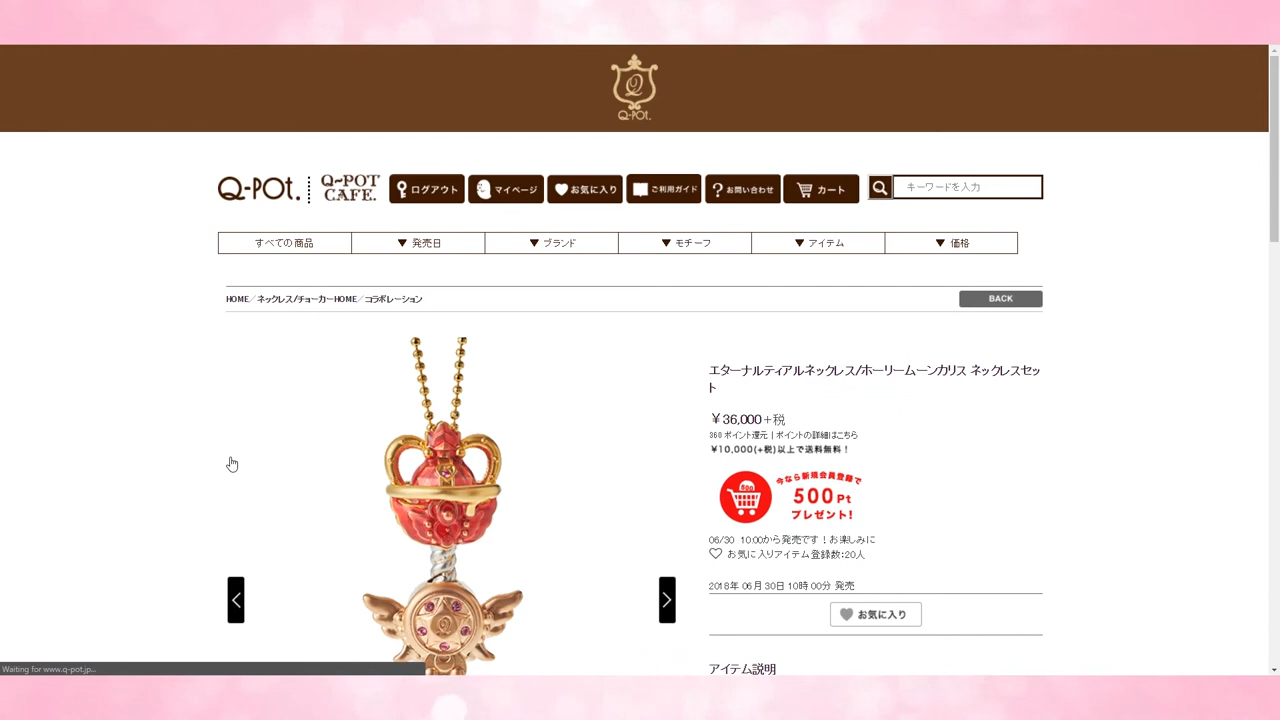 Q
Q-POt.
Q-POt.
Q-POT CAFE.
ログアウト
マイページ
お気に入り
ご利用ガイド
お問い合わせ
カート
キーワードを入力
すべての商品
▼ 発売日
▼ ブランド
▼ モチーフ
▼ アイテム
▼ 価格
HOME／ネックレス/チョーカーHOME／コラボレーション
BACK
エターナルティアルネックレス/ホーリームーンカリス ネックレスセッ
ト
￥36,000+税
360 ポイント還元 | ポイントの詳細はこちら
￥10,000(+税)以上で送料無料！
500
今なら新規会員登録で
500 Pt
プレゼント!
06/30 10:00から発売です！お楽しみに
お気に入りアイテム登録数:20人
2018年 06月30日 10時00分 発売
お気に入り
アイテム説明
Q
Waiting for www.q-pot.jp...